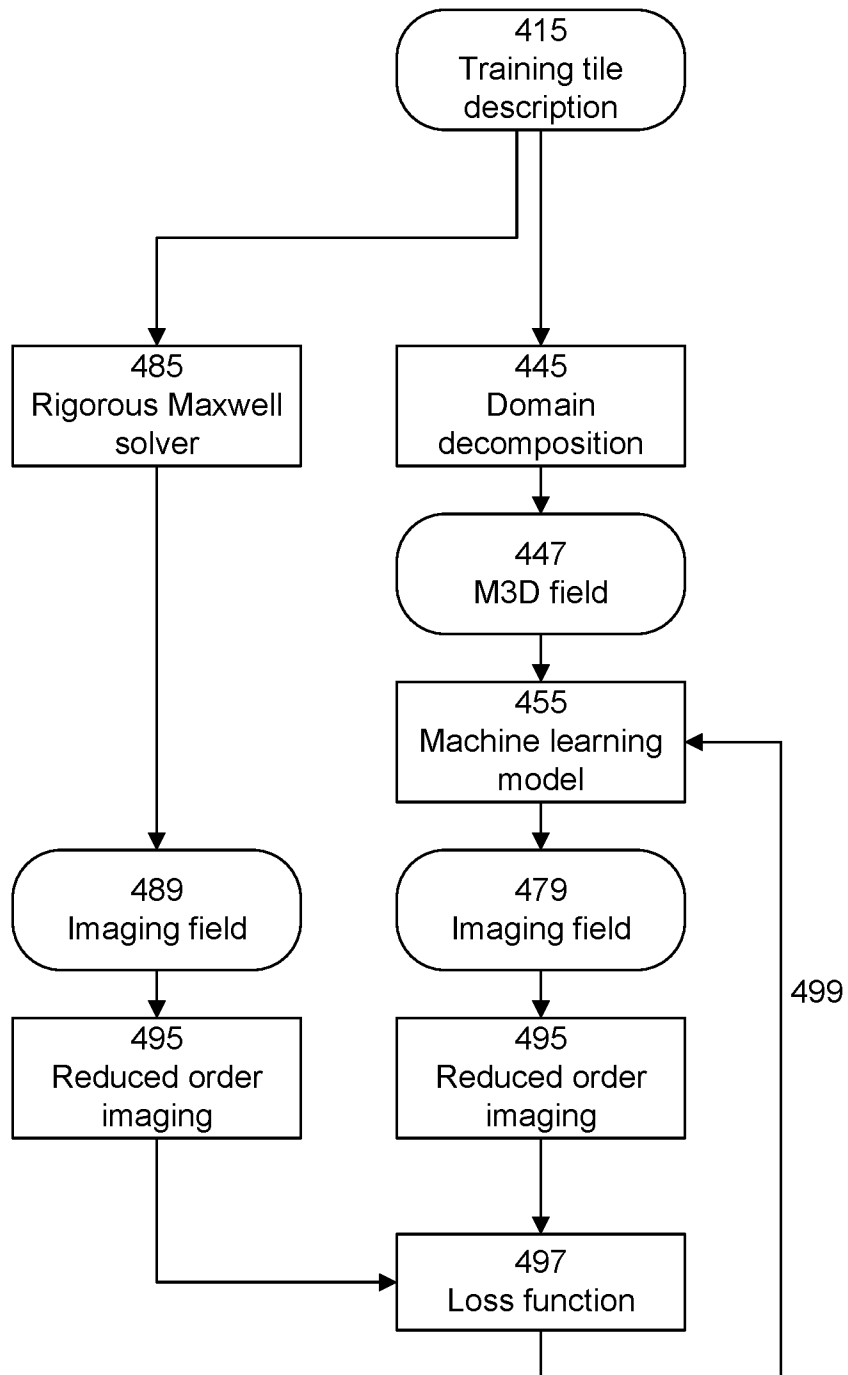 415
Training tile
description
485
Rigorous Maxwell
solver
445
Domain
decomposition
447
M3D field
455
Machine learning
model
489
Imaging field
479
Imaging field
499
495
Reduced order
imaging
495
Reduced order
imaging
497
Loss function